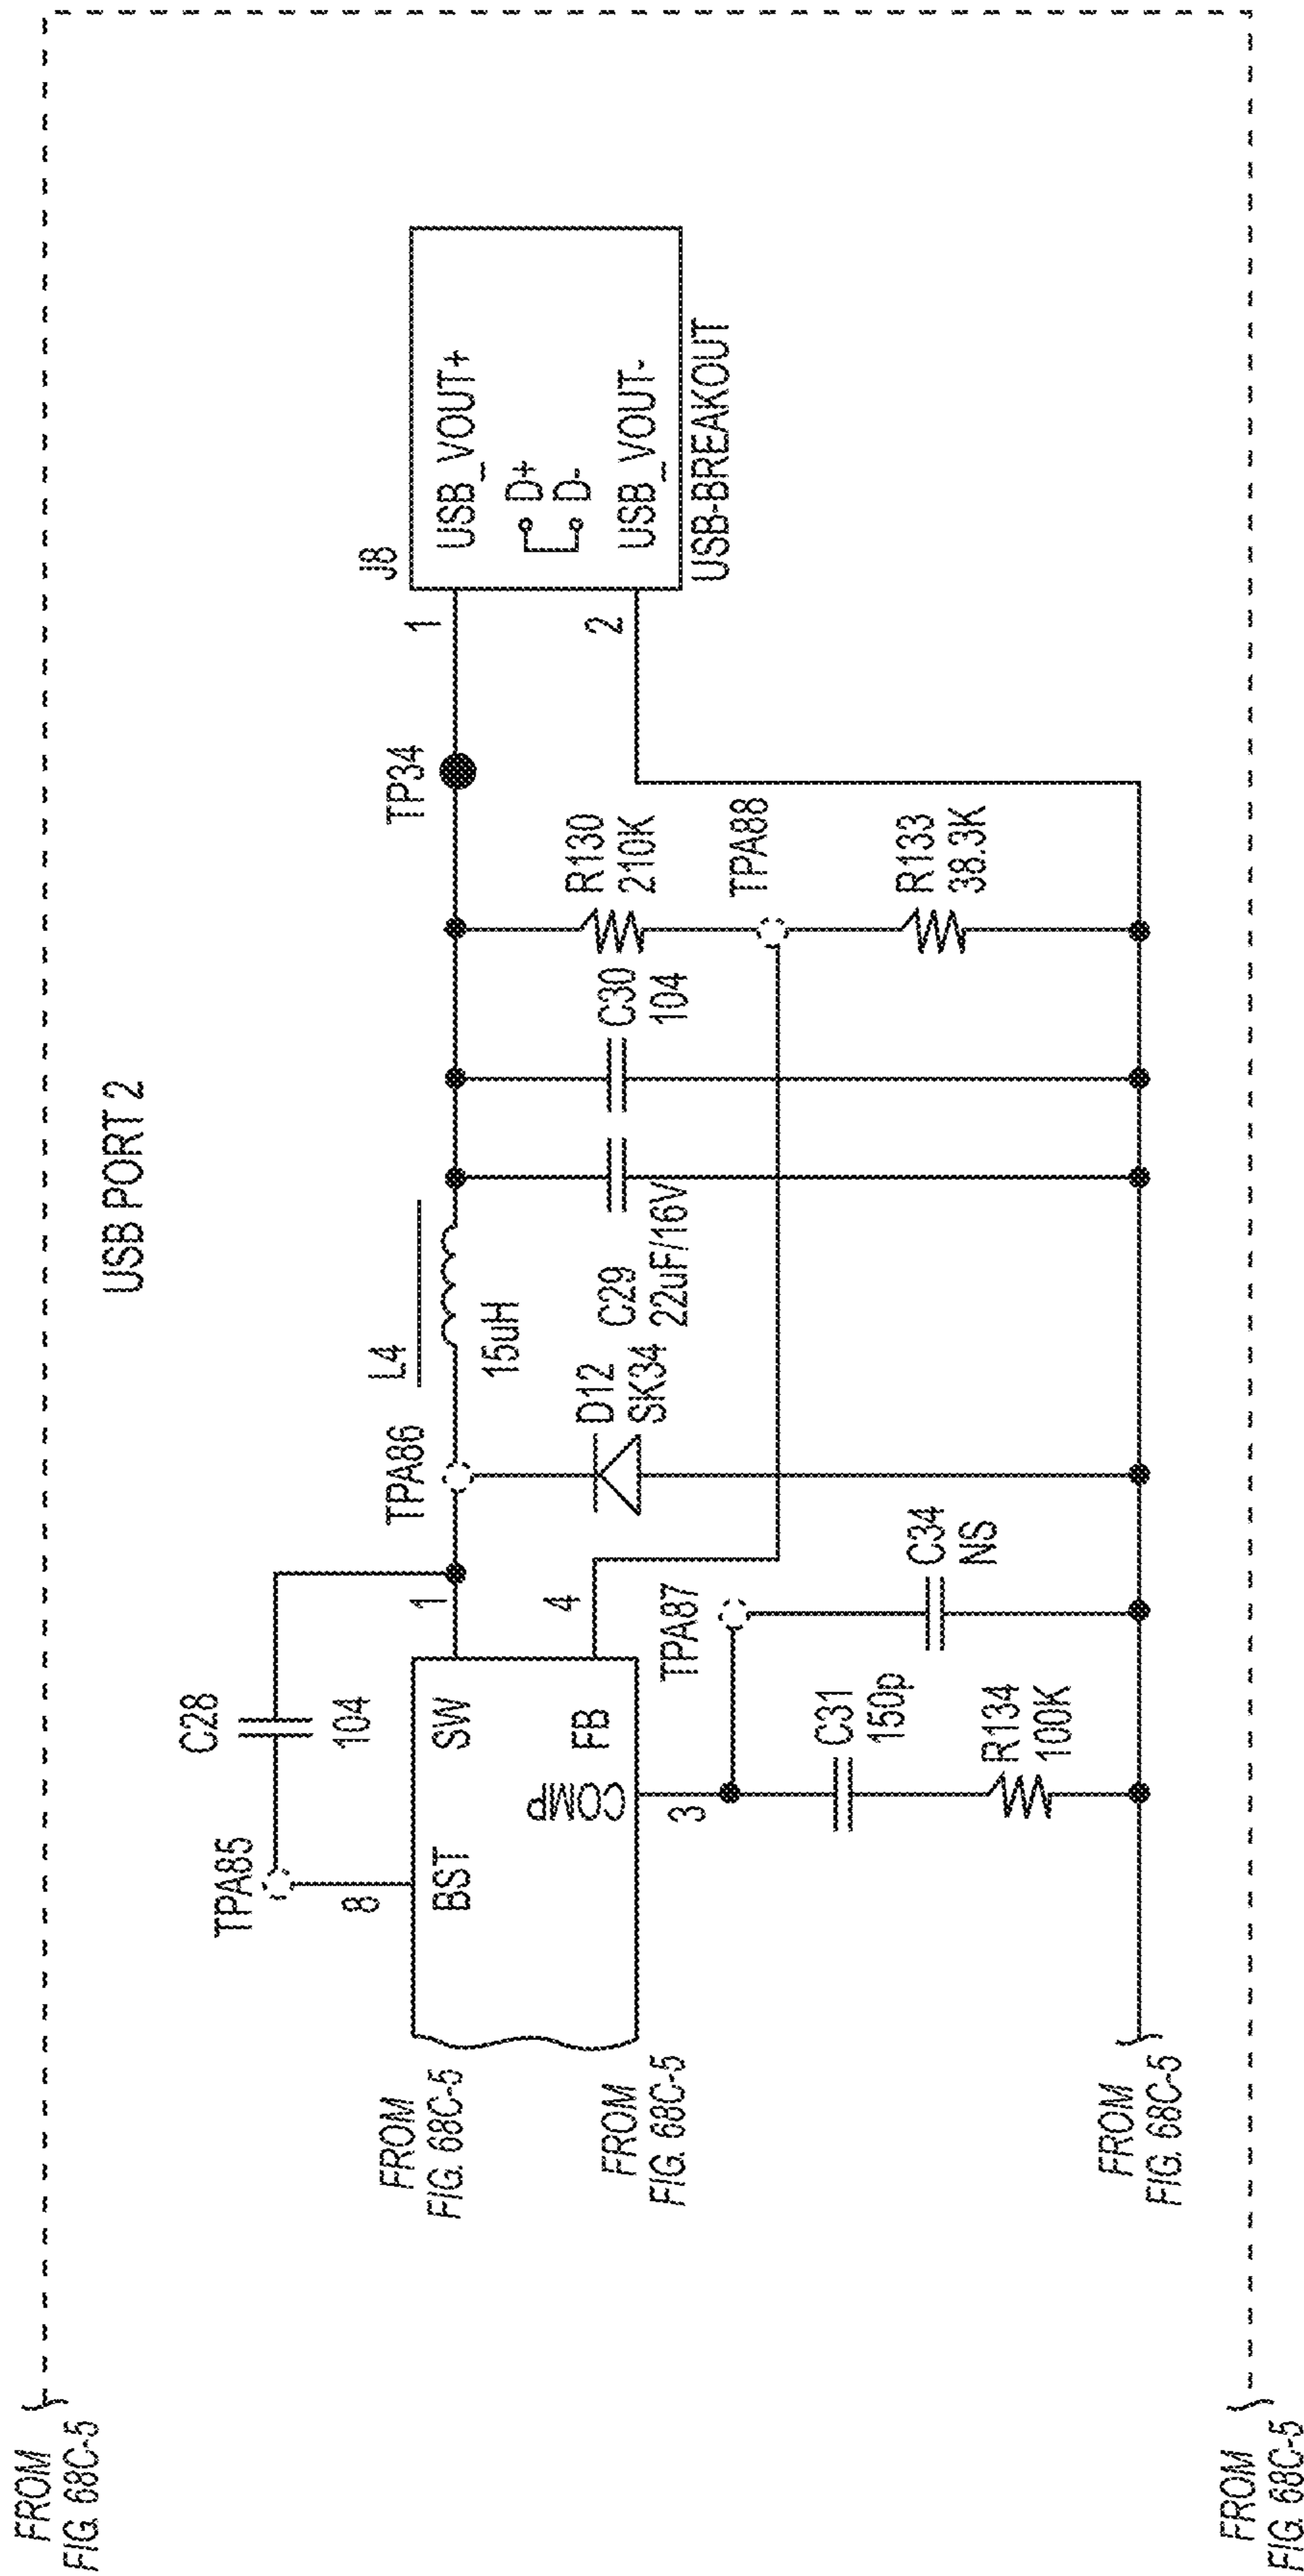 USB PORT 2
FROM
FIG. 68C-5
FROM
FIG. 68C-5
FROM
FIG. 68C-5
FROM
FIG. 68C-5
FROM
FIG. 68C-5
TPA85
8
C28
104
BST
SW
COMP
FB
1
4
3
TPA86
L4
15uH
TPA87
C31
150p
R134
100K
C34
NS
D12
SK34
C29
22uF/16V
C30
104
R130
210K
TPA88
R133
38.3K
TP34
1
2
J8
USB_VOUT+
D+
D-
USB_VOUT-
USB-BREAKOUT